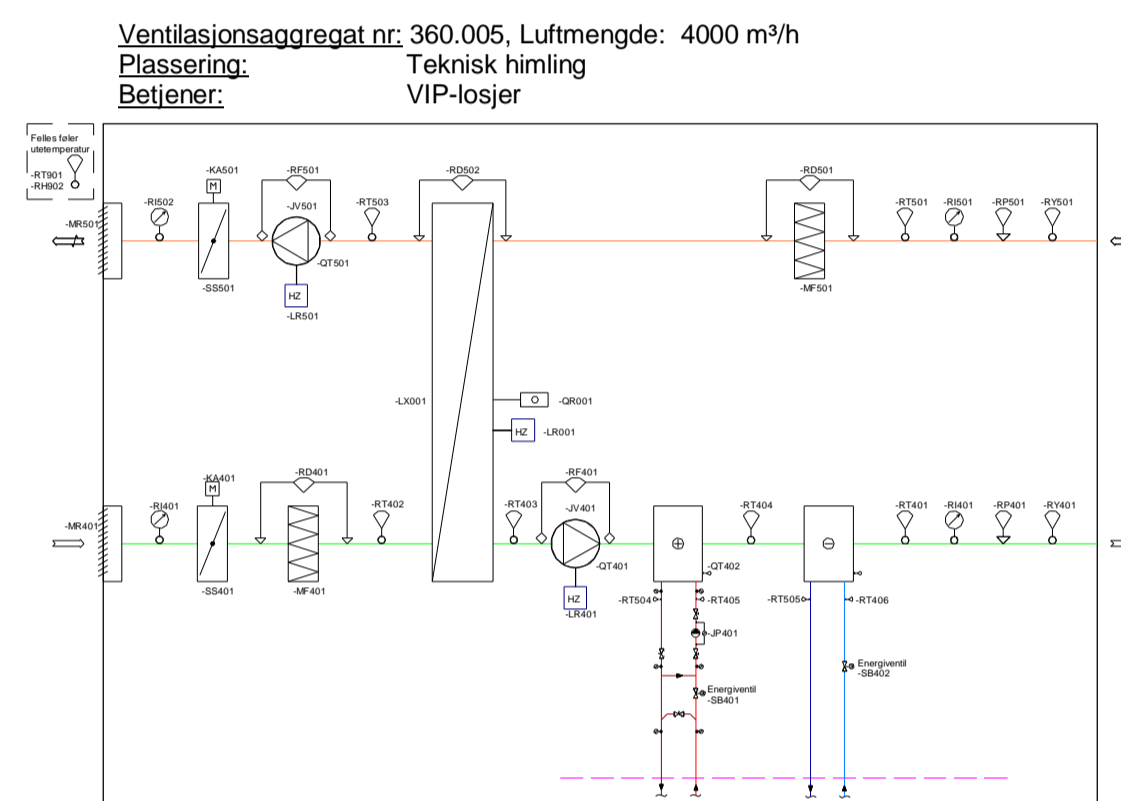 Ventilasjonsaggregat nr: 360.005, Luftmengde: 4000 m³/h
Plassering: Teknisk himling
Betjener: VIP-losjer
Felles føler
utetemperatur
-RT901
-RH902
-KA501
-RF501
-RD502
-RD501
-MR501
-RI502
-JV501
-RT503
-RT501
-RI501
-RP501
-RY501
M
-QT501
-SS501
HZ
-LR501
-MF501
-LX001
-QR001
HZ
-LR001
-KA401
-RD401
-RF401
M
-MR401
-RI401
-RT402
-RT403
-JV401
-RT404
-RT401
-RI401
-RP401
-RY401
-QT401
-QT402
-SS401
-MF401
HZ
-LR401
-RT504
-RT405
-RT505
-RT406
-JP401
Energiventil
-SB402
Energiventil
-SB401